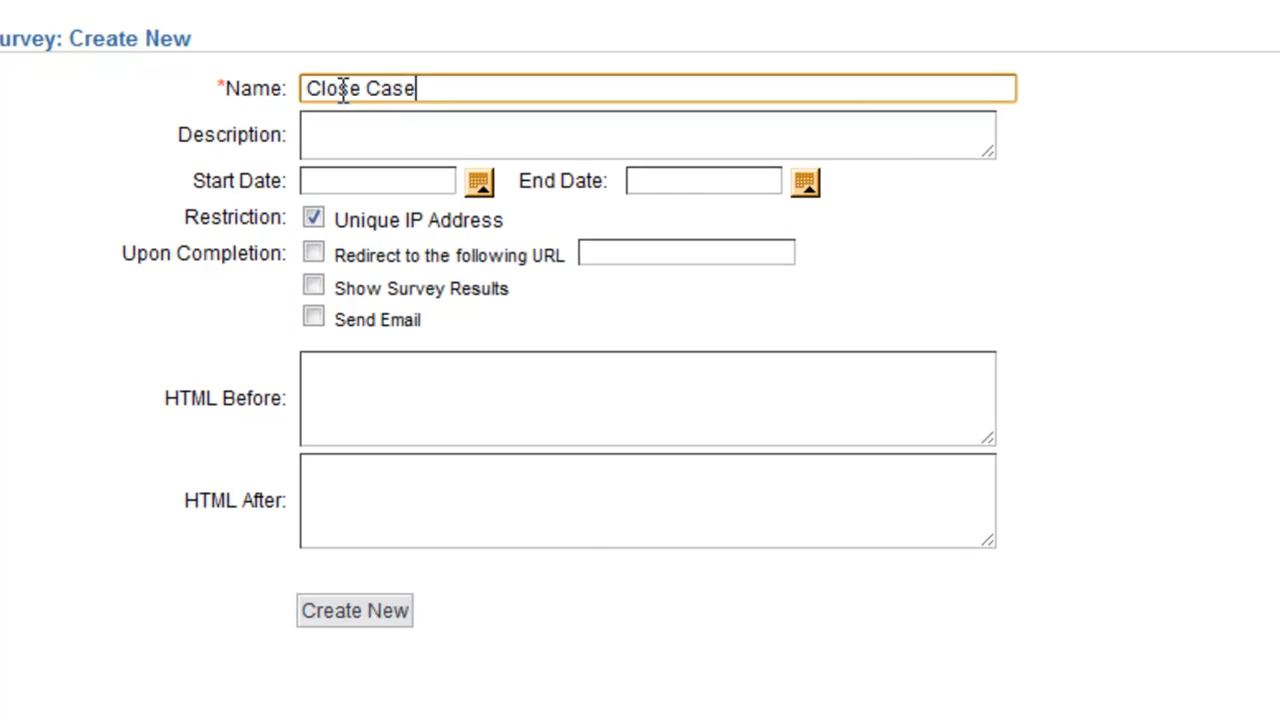 urvey: Create New
*Name: Close Case
Description:
Start Date: End Date:
Restriction: Unique IP Address
Upon Completion: Redirect to the following URL
Show Survey Results
Send Email
HTML Before:
HTML After:
Create New